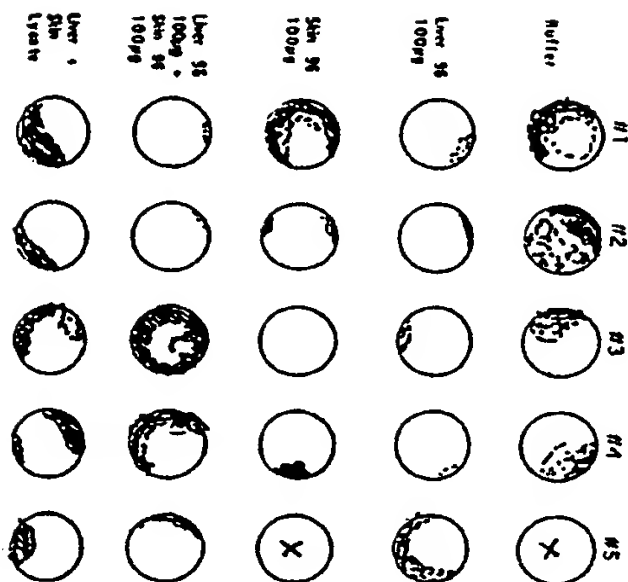 #1 #2 #3 #4 #5
Buffer
Liver 96
100µg
Skin 96
100µg
Liver 96
100µg +
Skin 96
100µg
Liver +
Skin
Lysate